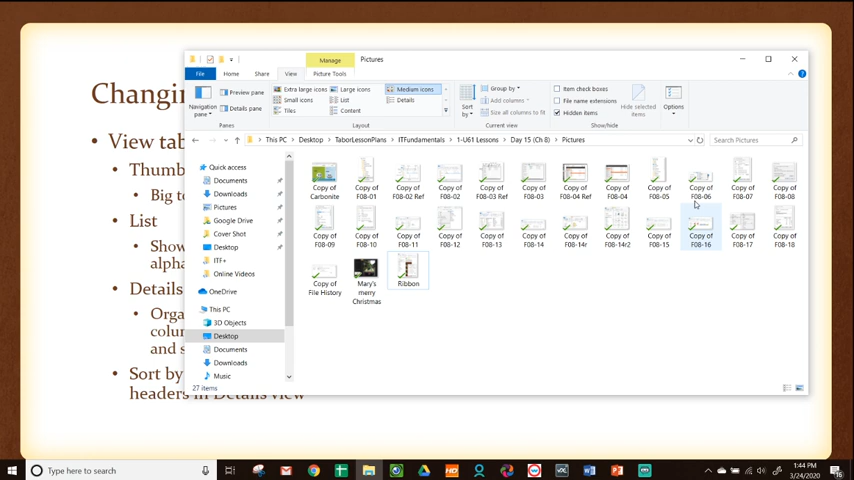 Changin
View tab
Thumb
Big to
List
Show
alpha
Details
Orga
colu
and s
Sort by
headers in Details view
Manage
Pictures
File
Home
Share
View
Picture Tools
Navigation pane
Preview pane
Details pane
Panes
Extra large icons
Large icons
Medium icons
Small icons
List
Details
Tiles
Content
Layout
Sort by
Group by
Add columns
Size all columns to fit
Current view
Item check boxes
File name extensions
Hidden items
Hide selected items
Show/hide
Options
This PC > Desktop > TaborLessonPlans > ITFundamentals > 1-U61 Lessons > Day 15 (Ch 8) > Pictures
Search Pictures
Quick access
Documents
Downloads
Pictures
Google Drive
Cover Shot
Desktop
ITF+
Online Videos
OneDrive
This PC
3D Objects
Desktop
Documents
Downloads
Music
Copy of Carbonite
Copy of F08-01
Copy of F08-02 Ref
Copy of F08-02
Copy of F08-03 Ref
Copy of F08-03
Copy of F08-04 Ref
Copy of F08-04
Copy of F08-05
Copy of F08-06
Copy of F08-07
Copy of F08-08
Copy of F08-09
Copy of F08-10
Copy of F08-11
Copy of F08-12
Copy of F08-13
Copy of F08-14
Copy of F08-14r
Copy of F08-14r2
Copy of F08-15
Copy of F08-16
Copy of F08-17
Copy of F08-18
Copy of File History
Mary's merry Christmas
Ribbon
27 items
Type here to search
1:44 PM
3/24/2020